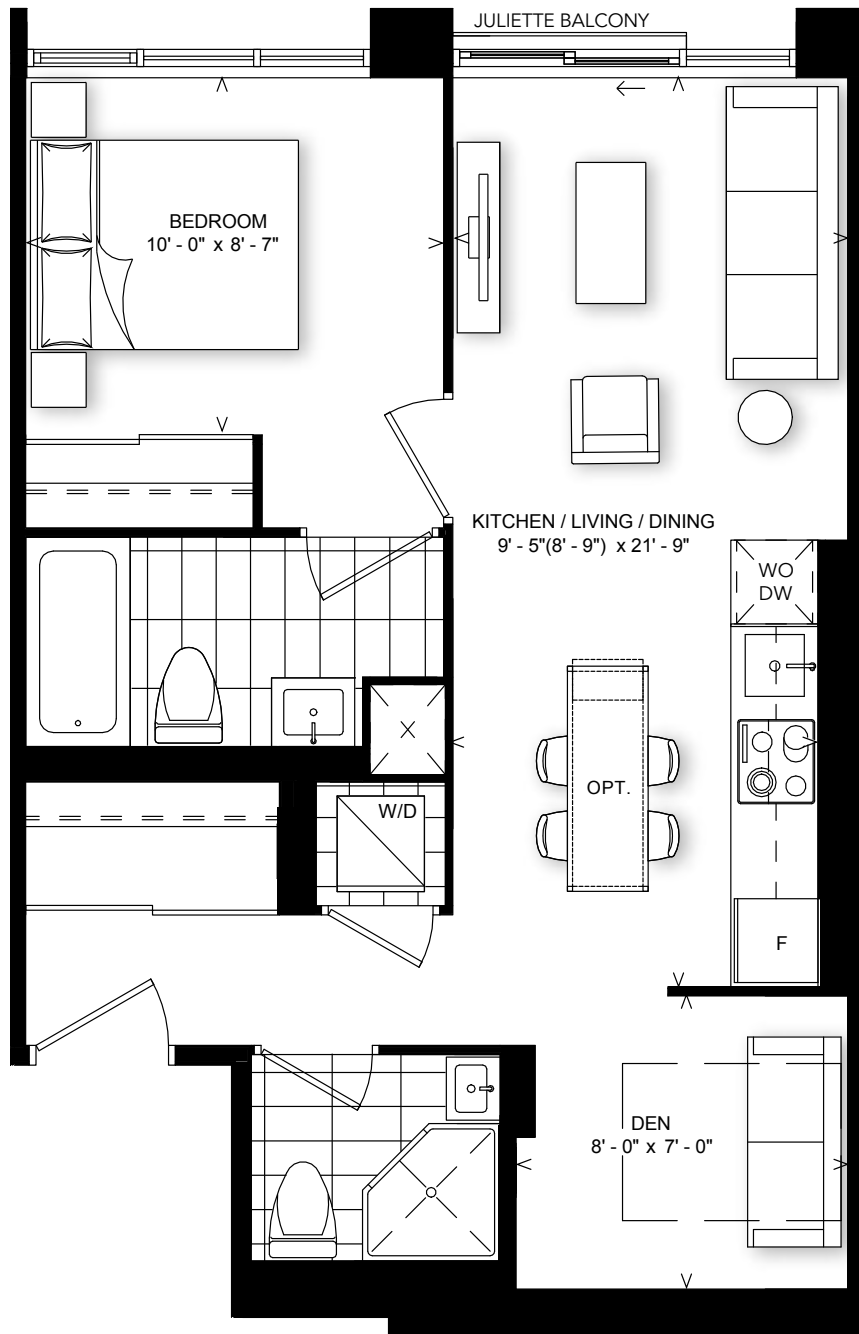 JULIETTE BALCONY
BEDROOM
10' - 0" x 8' - 7"
KITCHEN / LIVING / DINING
9' - 5"(8' - 9") x 21' - 9"
WO
DW
X
OPT.
W/D
F
DEN
8' - 0" x 7' - 0"